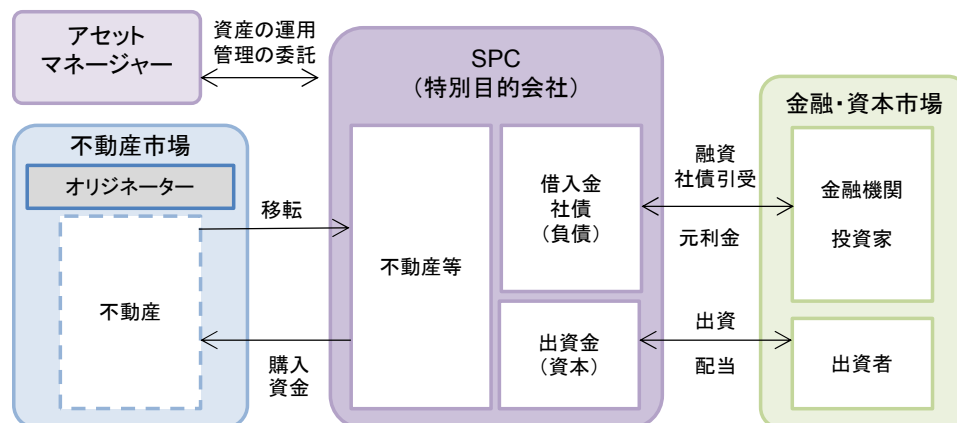 アセット
マネージャー
資産の運用
管理の委託
SPC
（特別目的会社）
不動産市場
オリジネーター
不動産
移転
購入
資金
不動産等
借入金
社債
（負債）
出資金
（資本）
融資
社債引受
元利金
出資
配当
金融・資本市場
金融機関
投資家
出資者